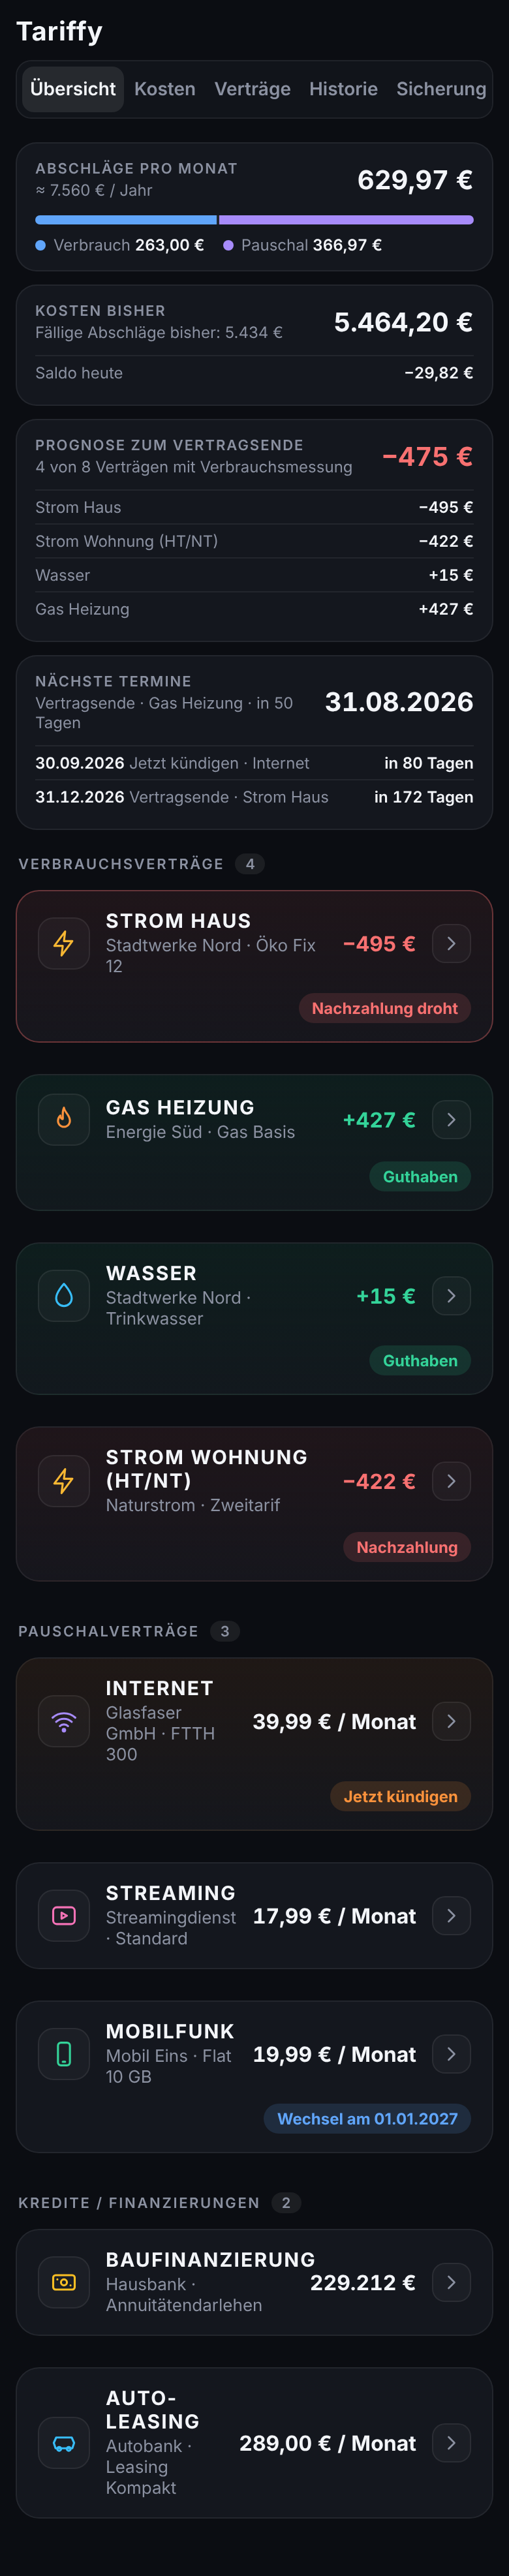 Tariffy
Übersicht Kosten Verträge Historie Sicherung
ABSCHLÄGE PRO MONAT
≈ 7.560 € / Jahr
629,97 €
Verbrauch 263,00 € Pauschal 366,97 €
KOSTEN BISHER
Fällige Abschläge bisher: 5.434 €
5.464,20 €
Saldo heute −29,82 €
PROGNOSE ZUM VERTRAGSENDE
4 von 8 Verträgen mit Verbrauchsmessung
−475 €
Strom Haus −495 €
Strom Wohnung (HT/NT) −422 €
Wasser +15 €
Gas Heizung +427 €
NÄCHSTE TERMINE
Vertragsende · Gas Heizung · in 50
Tagen
31.08.2026
30.09.2026 Jetzt kündigen · Internet in 80 Tagen
31.12.2026 Vertragsende · Strom Haus in 172 Tagen
VERBRAUCHSVERTRÄGE 4
STROM HAUS
Stadtwerke Nord · Öko Fix
12
−495 €
Nachzahlung droht
GAS HEIZUNG
Energie Süd · Gas Basis
+427 €
Guthaben
WASSER
Stadtwerke Nord ·
Trinkwasser
+15 €
Guthaben
STROM WOHNUNG
(HT/NT)
Naturstrom · Zweitarif
−422 €
Nachzahlung
PAUSCHALVERTRÄGE 3
INTERNET
Glasfaser
GmbH · FTTH
300
39,99 € / Monat
Jetzt kündigen
STREAMING
Streamingdienst
· Standard
17,99 € / Monat
MOBILFUNK
Mobil Eins · Flat
10 GB
19,99 € / Monat
Wechsel am 01.01.2027
KREDITE / FINANZIERUNGEN 2
BAUFINANZIERUNG
Hausbank ·
Annuitätendarlehen
229.212 €
AUTO-
LEASING
Autobank ·
Leasing
Kompakt
289,00 € / Monat